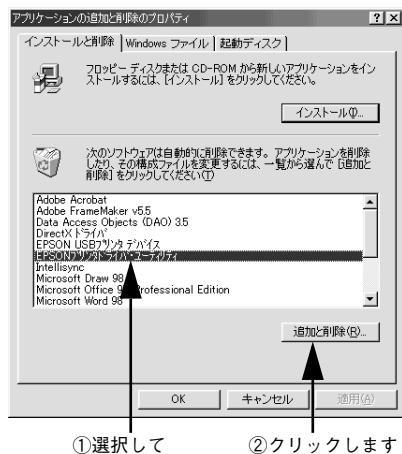 アプリケーションの追加と削除のプロパティ
? ×
インストールと削除 Windows ファイル 起動ディスク
フロッピー ディスクまたは CD-ROM から新しいアプリケーションをイン
ストールするには、[インストール] をクリックしてください。
インストール(I)...
次のソフトウェアは自動的に削除できます。アプリケーションを削除
したり、その構成ファイルを変更するには、一覧から選んで [追加と
削除] をクリックしてください(T)
Adobe Acrobat
Adobe FrameMaker v5.5
Data Access Objects (DAO) 3.5
DirectX ドライバ
EPSON USBプリンタ デバイス
EPSONプリンタドライバ・ユーティリティ
Intellisync
Microsoft Draw 98
Microsoft Office Professional Edition
Microsoft Word 98
追加と削除(R)...
OK キャンセル 適用(A)
①選択して ②クリックします